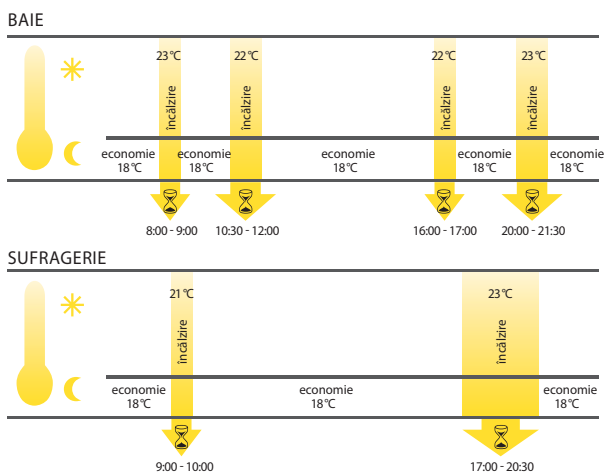 BAIE
23°C 22°C 22°C 23°C
încălzire încălzire încălzire încălzire
economie economie economie economie economie
18°C 18°C 18°C 18°C 18°C
8:00 - 9:00 10:30 - 12:00 16:00 - 17:00 20:00 - 21:30
SUFRAGERIE
21°C 23°C
încălzire încălzire
economie economie economie
18°C 18°C 18°C
9:00 - 10:00 17:00 - 20:30